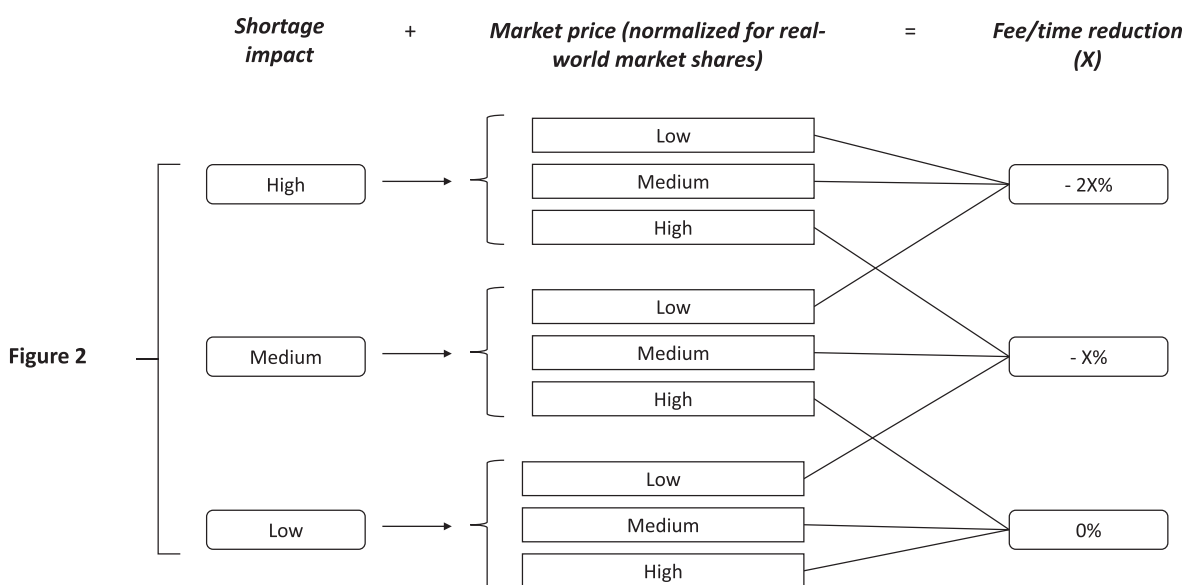 Shortage
impact
+
Market price (normalized for real-
world market shares)
=
Fee/time reduction
(X)
Figure 2
High
Low
Medium
High
- 2X%
Medium
Low
Medium
High
- X%
Low
Low
Medium
High
0%